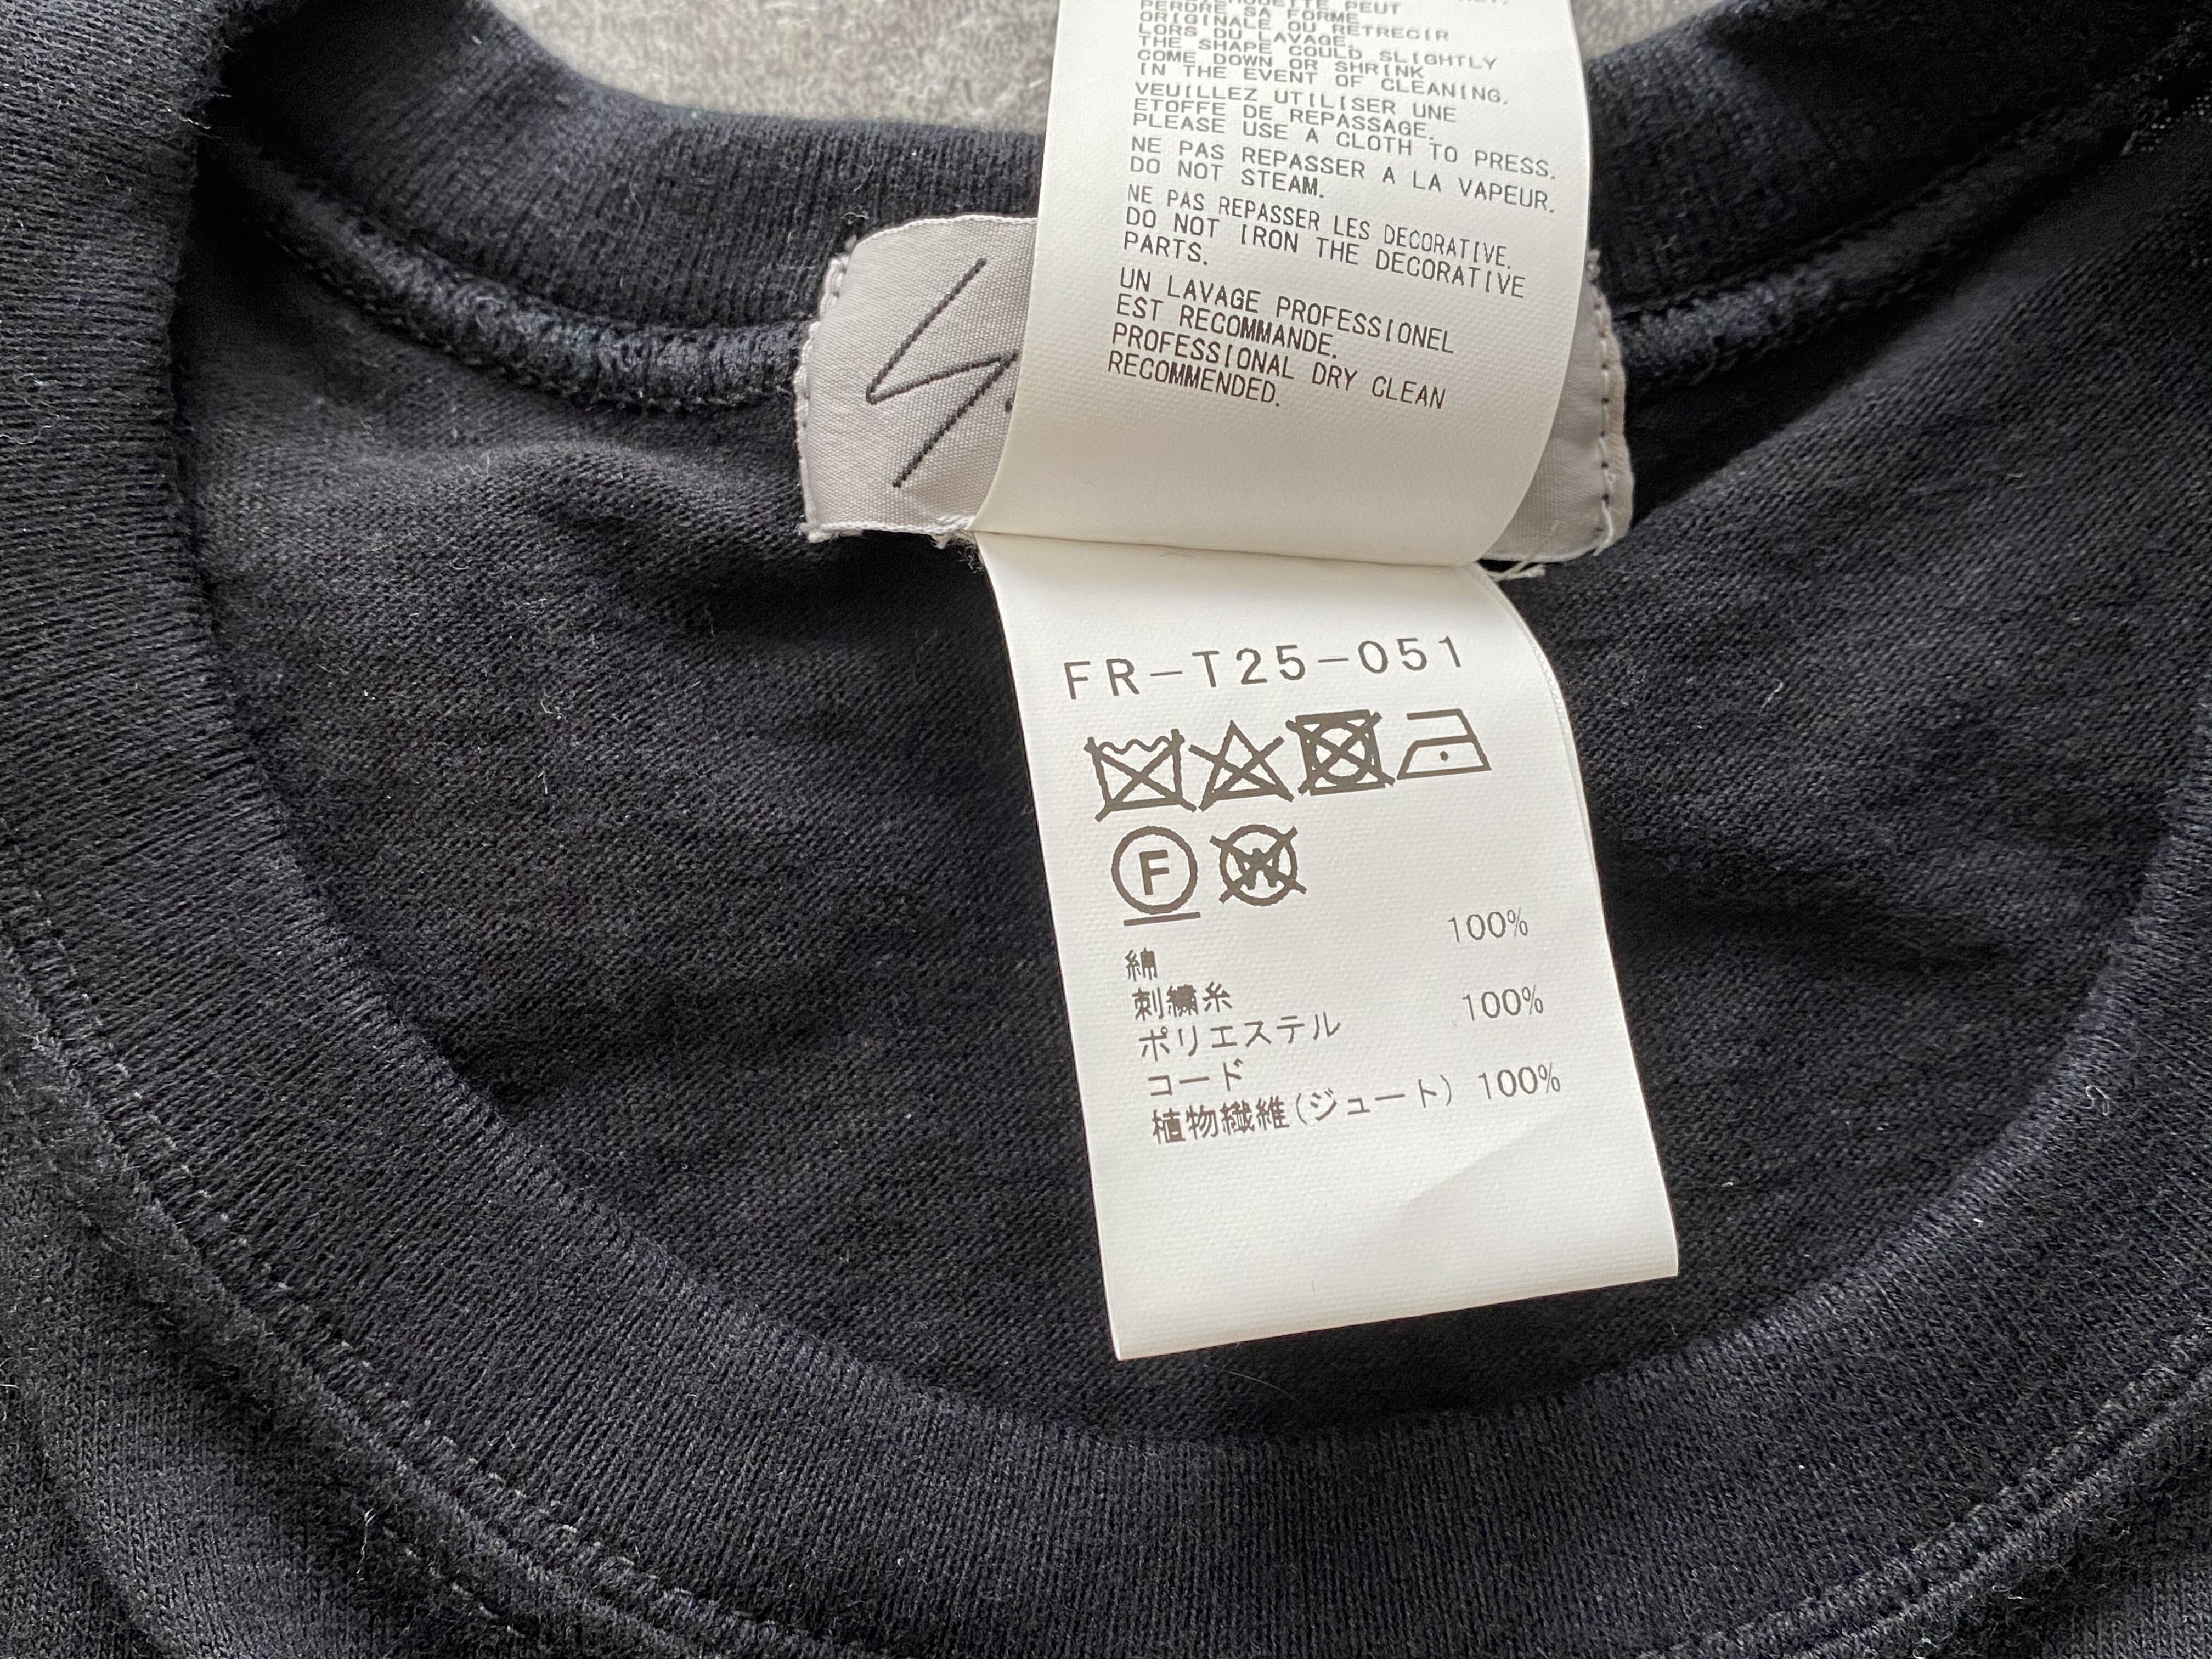 PEUT
PERDRE SA FORME
ORIGINALE OU RETRECIR
LORS DU LAVAGE.
THE SHAPE COULD SLIGHTLY
COME DOWN OR SHRINK
IN THE EVENT OF CLEANING.
VEUILLEZ UTILISER UNE
ETOFFE DE REPASSAGE.
PLEASE USE A CLOTH TO PRESS.
NE PAS REPASSER A LA VAPEUR.
DO NOT STEAM.
NE PAS REPASSER LES DECORATIVE.
DO NOT IRON THE DECORATIVE
PARTS.
UN LAVAGE PROFESSIONEL
EST RECOMMANDE.
PROFESSIONAL DRY CLEAN
RECOMMENDED.
FR-T25-051
F W
綿 100%
刺繍糸
ポリエステル 100%
コード
植物繊維(ジュート) 100%